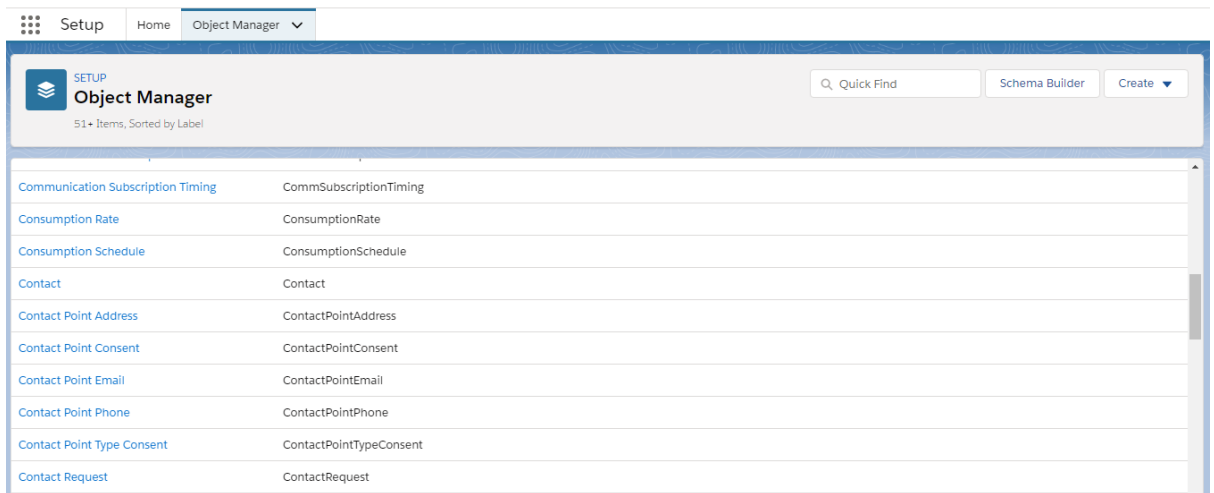 Setup Home Object Manager
SETUP
Object Manager
51+ Items, Sorted by Label
Quick Find Schema Builder Create
Communication Subscription Timing CommSubscriptionTiming
Consumption Rate ConsumptionRate
Consumption Schedule ConsumptionSchedule
Contact Contact
Contact Point Address ContactPointAddress
Contact Point Consent ContactPointConsent
Contact Point Email ContactPointEmail
Contact Point Phone ContactPointPhone
Contact Point Type Consent ContactPointTypeConsent
Contact Request ContactRequest